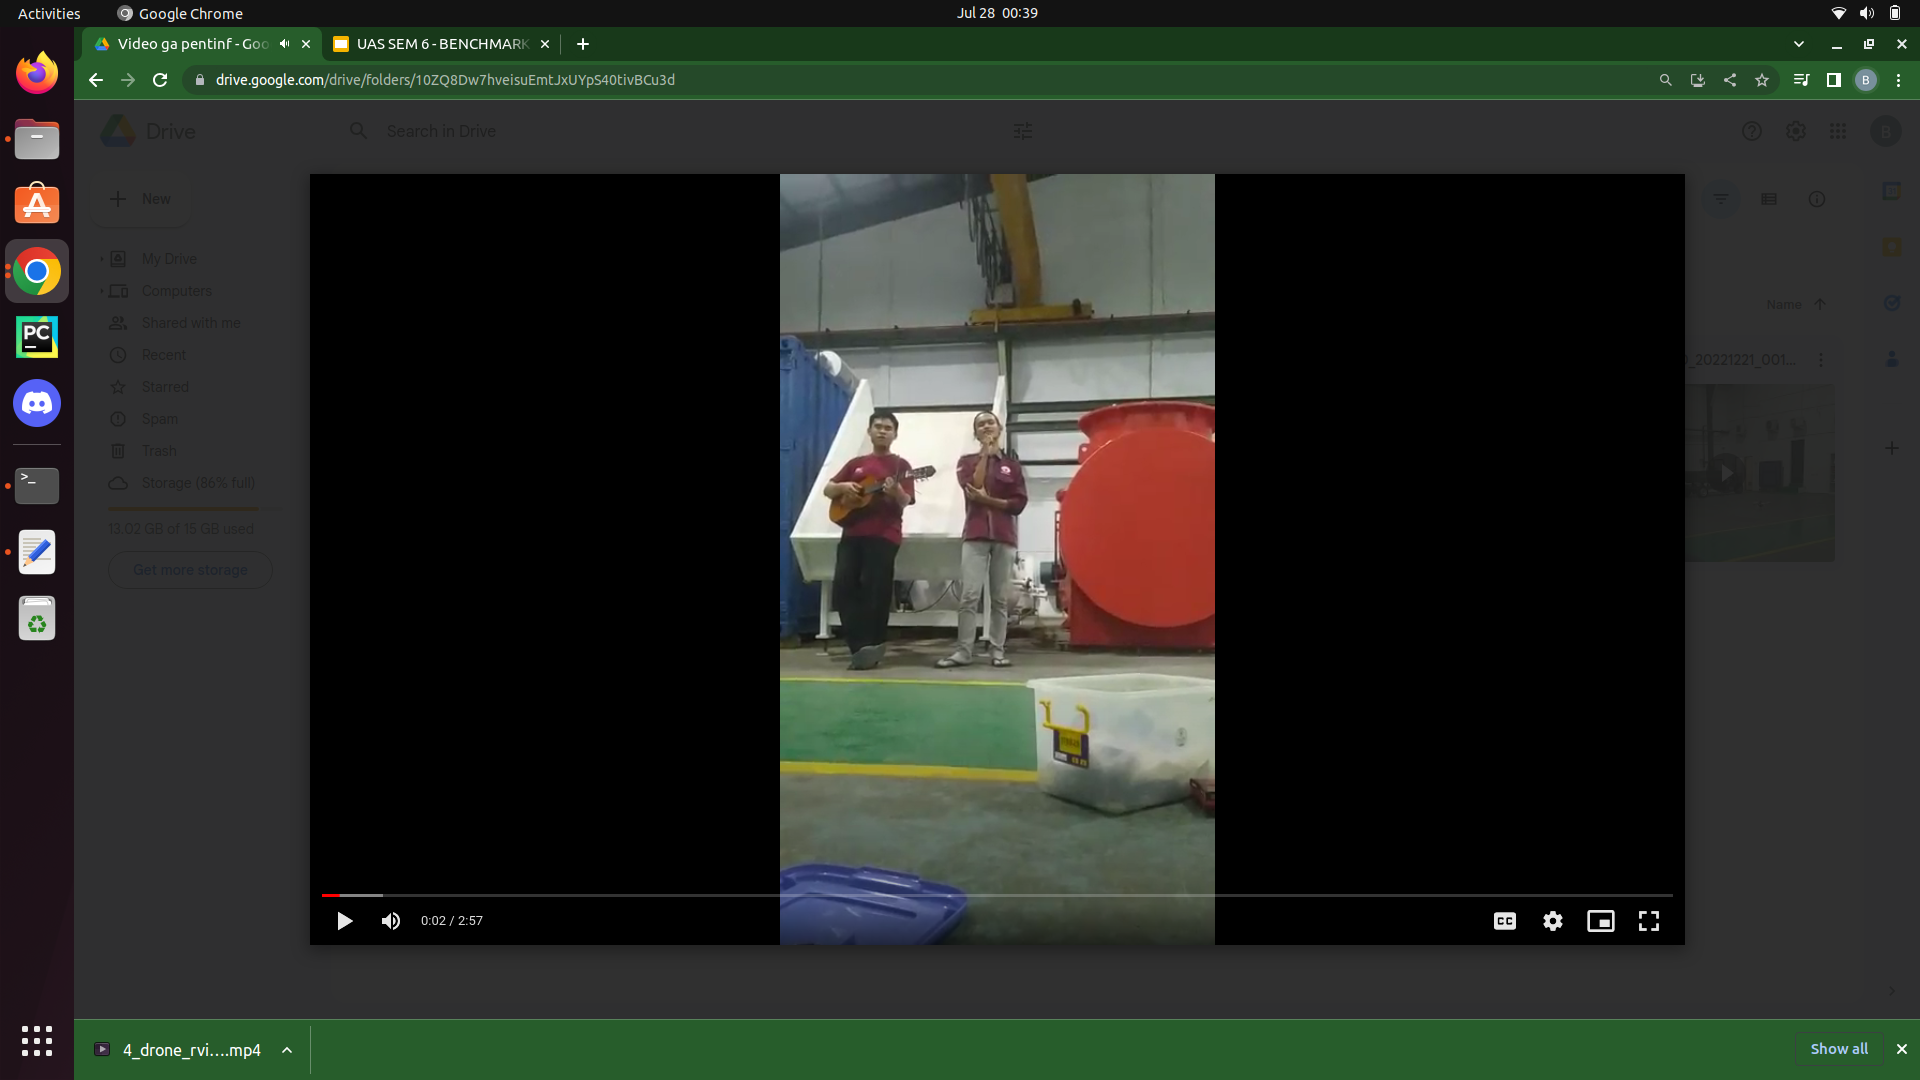 Activities
Google Chrome
Jul 28 00:39
Video ga pentinf - Goo
UAS SEM 6 - BENCHMARK
drive.google.com/drive/folders/10ZQ8Dw7hveisuEmtJxUYpS40tivBCu3d
B
Drive
Search in Drive
B
New
My Drive
Computers
Shared with me
Recent
Starred
Spam
Trash
Storage (86% full)
13.02 GB of 15 GB used
Get more storage
Name
_20221221_001...
PC
>_
0:02 / 2:57
CC
4_drone_rvi....mp4
Show all